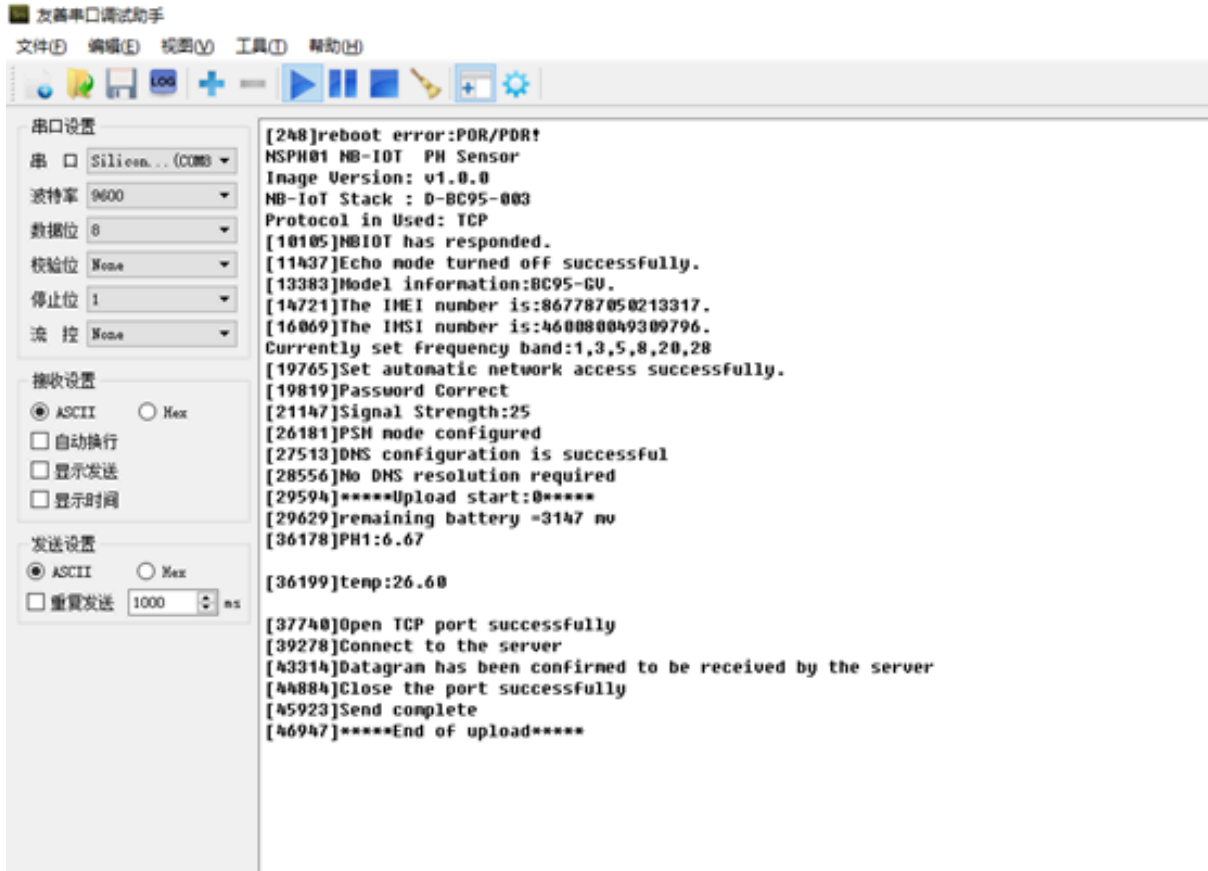 友善串口调试助手
文件(F) 编辑(E) 视图(V) 工具(T) 帮助(H)
LOG
串口设置
串 口 Silicon...(COM8
波特率 9600
数据位 8
校验位 None
停止位 1
流 控 None
接收设置
ASCII Hex
自动换行
显示发送
显示时间
发送设置
ASCII Hex
重复发送 1000 ms
[248]reboot error:POR/PDR!
NSPH01 NB-IOT PH Sensor
Image Version: v1.0.0
NB-IoT Stack : D-BC95-003
Protocol in Used: TCP
[10105]NBIOT has responded.
[11437]Echo mode turned off successfully.
[13383]Model information:BC95-GV.
[14721]The IMEI number is:867787050213317.
[16069]The IMSI number is:460080049309796.
Currently set frequency band:1,3,5,8,20,28
[19765]Set automatic network access successfully.
[19819]Password Correct
[21147]Signal Strength:25
[26181]PSM mode configured
[27513]DNS configuration is successful
[28556]No DNS resolution required
[29594]*****Upload start:0*****
[29629]remaining battery =3147 mv
[36178]PH1:6.67
[36199]temp:26.60
[37740]Open TCP port successfully
[39278]Connect to the server
[43314]Datagram has been confirmed to be received by the server
[44884]Close the port successfully
[45923]Send complete
[46947]*****End of upload*****